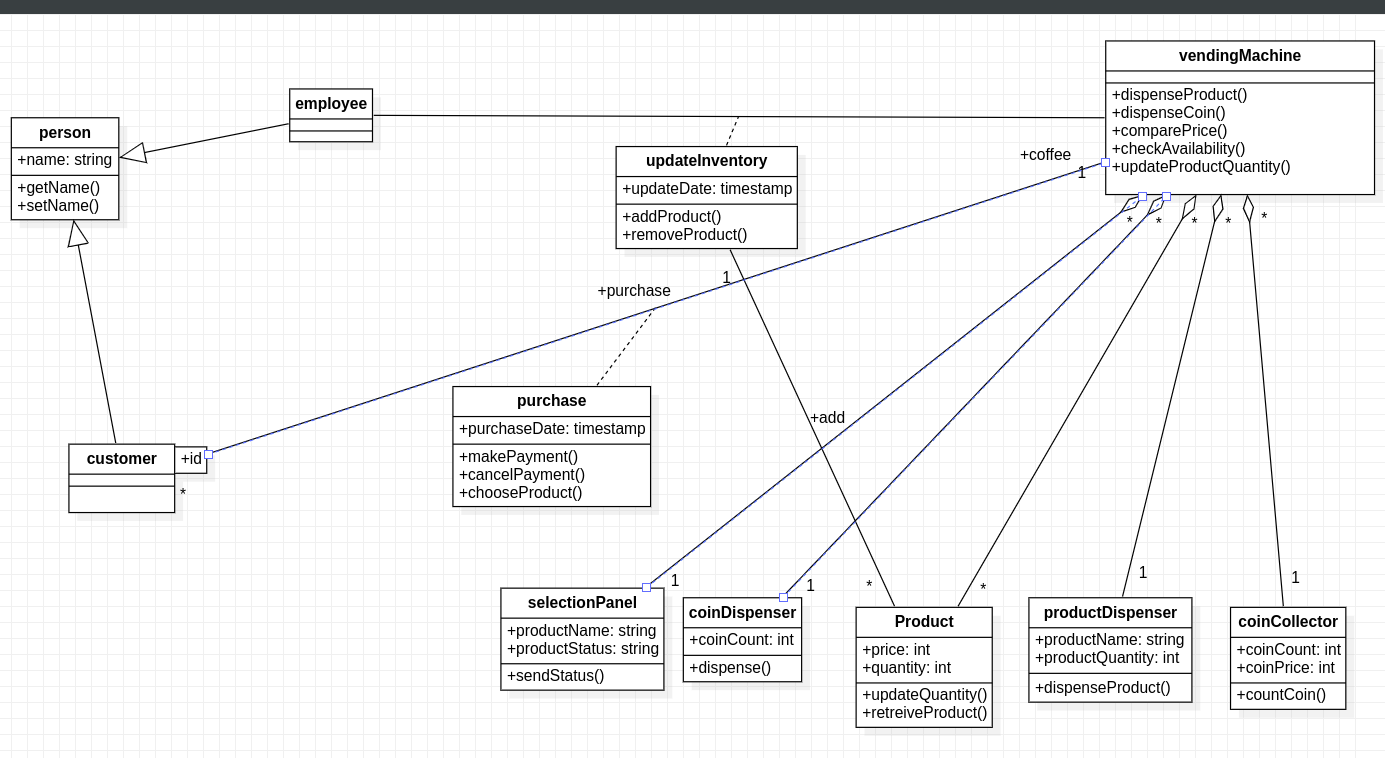 vendingMachine
+dispenseProduct()
+dispenseCoin()
+comparePrice()
+checkAvailability()
+updateProductQuantity()
employee
person
+name: string
+getName()
+setName()
updateInventory
+updateDate: timestamp
+addProduct()
+removeProduct()
+coffee
1
*
*
*
*
*
1
+purchase
purchase
+purchaseDate: timestamp
+makePayment()
+cancelPayment()
+chooseProduct()
+add
customer
+id
*
1
1
*
*
1
1
selectionPanel
+productName: string
+productStatus: string
+sendStatus()
coinDispenser
+coinCount: int
+dispense()
Product
+price: int
+quantity: int
+updateQuantity()
+retreiveProduct()
productDispenser
+productName: string
+productQuantity: int
+dispenseProduct()
coinCollector
+coinCount: int
+coinPrice: int
+countCoin()